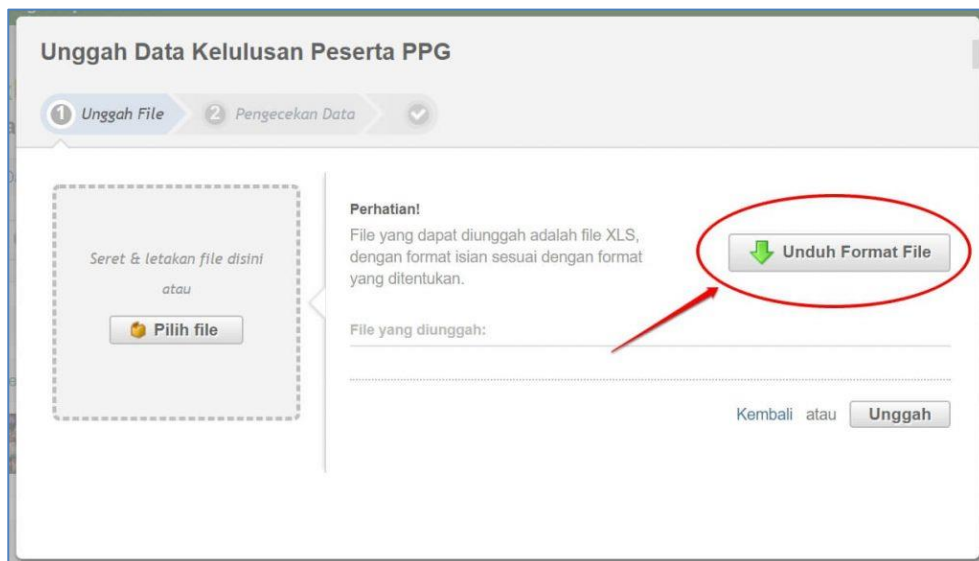 Unggah Data Kelulusan Peserta PPG
1 Unggah File
2 Pengecekan Data
Seret & letakan file disini
atau
Pilih file
Perhatian!
File yang dapat diunggah adalah file XLS,
dengan format isian sesuai dengan format
yang ditentukan.
Unduh Format File
File yang diunggah:
Kembali atau Unggah